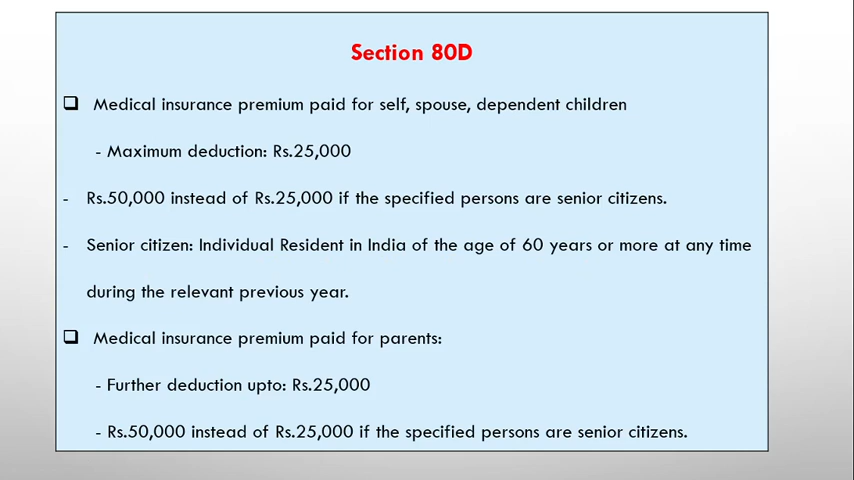 Section 80D
❑ Medical insurance premium paid for self, spouse, dependent children
- Maximum deduction: Rs.25,000
- Rs.50,000 instead of Rs.25,000 if the specified persons are senior citizens.
- Senior citizen: Individual Resident in India of the age of 60 years or more at any time
during the relevant previous year.
❑ Medical insurance premium paid for parents:
- Further deduction upto: Rs.25,000
- Rs.50,000 instead of Rs.25,000 if the specified persons are senior citizens.